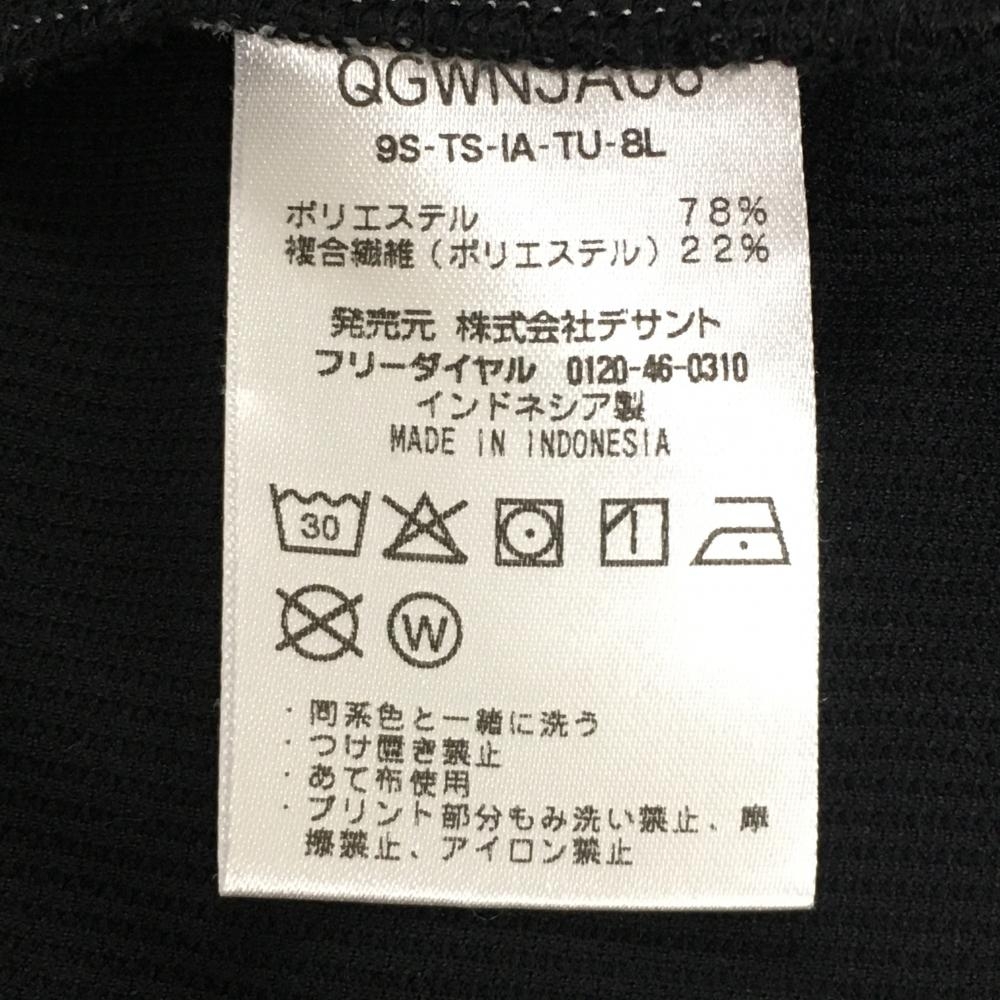 QGWNJA06
9S-TS-IA-TU-8L
ポリエステル 78%
複合繊維(ポリエステル)22%
発売元 株式会社デサント
フリーダイヤル 0120-46-0310
インドネシア製
MADE IN INDONESIA
30
W
・同系色と一緒に洗う
・つけ置き禁止
・あて布使用
・プリント部分もみ洗い禁止、摩
擦禁止、アイロン禁止